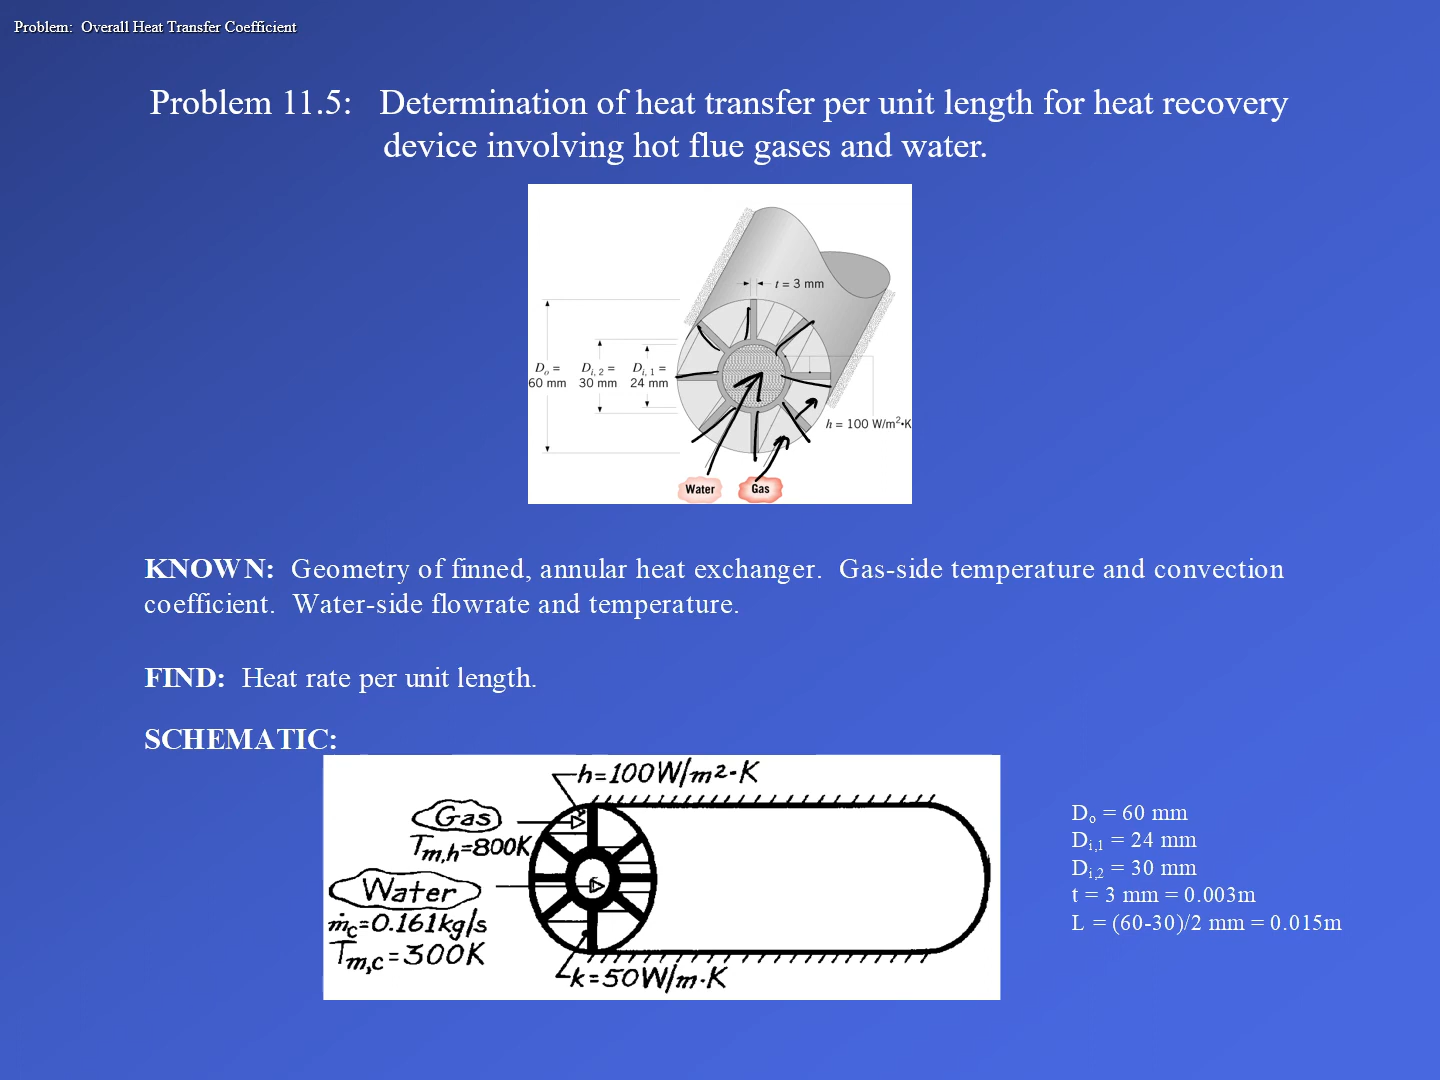 Problem: Overall Heat Transfer Coefficient
Problem 11.5: Determination of heat transfer per unit length for heat recovery
device involving hot flue gases and water.
t = 3 mm
Do = Di, 2 = Di, 1 =
60 mm 30 mm 24 mm
h = 100 W/m²•K
Water Gas
KNOWN: Geometry of finned, annular heat exchanger. Gas-side temperature and convection
coefficient. Water-side flowrate and temperature.
FIND: Heat rate per unit length.
SCHEMATIC:
h=100W/m2-K
Gas
Tm,h=800K
Water
ṁc=0.161kg/s
Tm,c=300K
k=50W/m·K
Do = 60 mm
Di,1 = 24 mm
Di,2 = 30 mm
t = 3 mm = 0.003m
L = (60-30)/2 mm = 0.015m